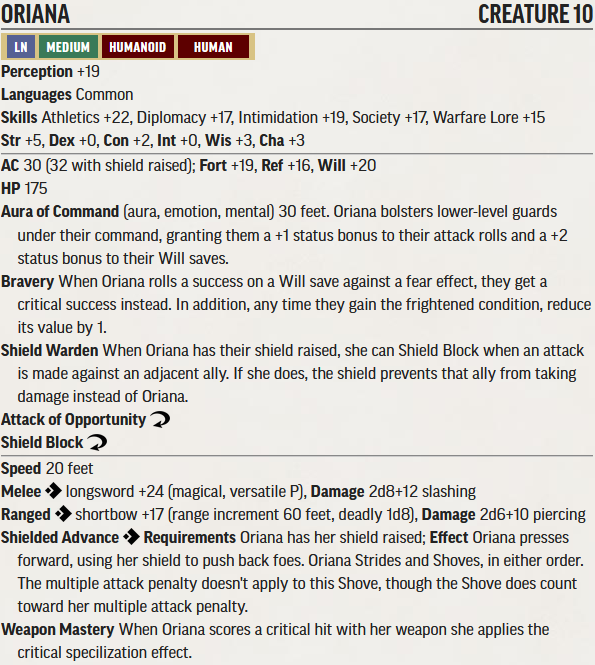 ORIANA CREATURE 10
LN MEDIUM HUMANOID HUMAN
Perception +19
Languages Common
Skills Athletics +22, Diplomacy +17, Intimidation +19, Society +17, Warfare Lore +15
Str +5, Dex +0, Con +2, Int +0, Wis +3, Cha +3
AC 30 (32 with shield raised); Fort +19, Ref +16, Will +20
HP 175
Aura of Command (aura, emotion, mental) 30 feet. Oriana bolsters lower-level guards
under their command, granting them a +1 status bonus to their attack rolls and a +2
status bonus to their Will saves.
Bravery When Oriana rolls a success on a Will save against a fear effect, they get a
critical success instead. In addition, any time they gain the frightened condition, reduce
its value by 1.
Shield Warden When Oriana has their shield raised, she can Shield Block when an attack
is made against an adjacent ally. If she does, the shield prevents that ally from taking
damage instead of Oriana.
Attack of Opportunity
Shield Block
Speed 20 feet
Melee longsword +24 (magical, versatile P), Damage 2d8+12 slashing
Ranged shortbow +17 (range increment 60 feet, deadly 1d8), Damage 2d6+10 piercing
Shielded Advance Requirements Oriana has her shield raised; Effect Oriana presses
forward, using her shield to push back foes. Oriana Strides and Shoves, in either order.
The multiple attack penalty doesn't apply to this Shove, though the Shove does count
toward her multiple attack penalty.
Weapon Mastery When Oriana scores a critical hit with her weapon she applies the
critical specilization effect.